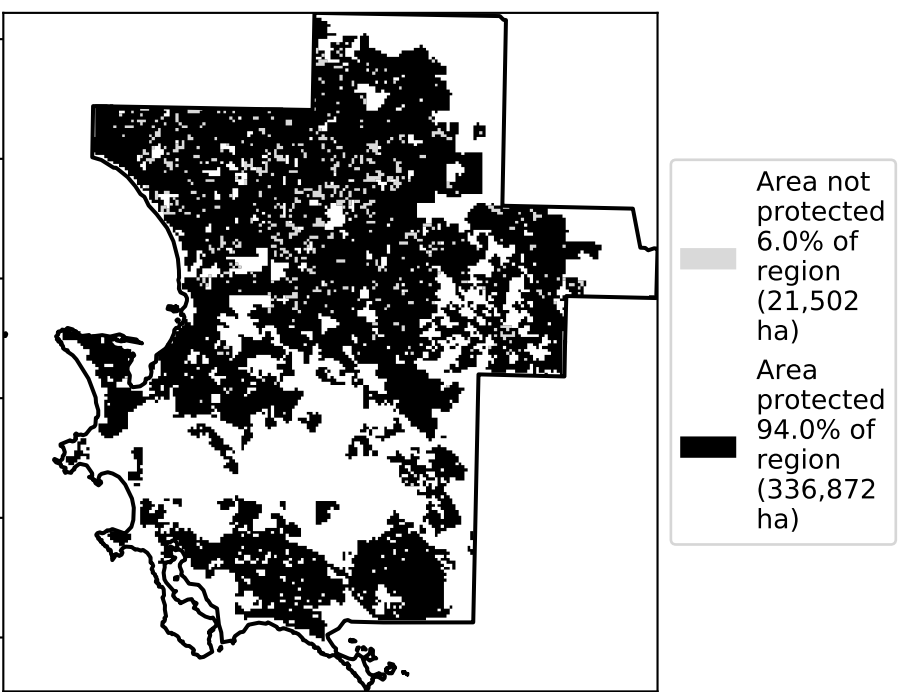 Area not
protected
6.0% of
region
(21,502
ha)
Area
protected
94.0% of
region
(336,872
ha)